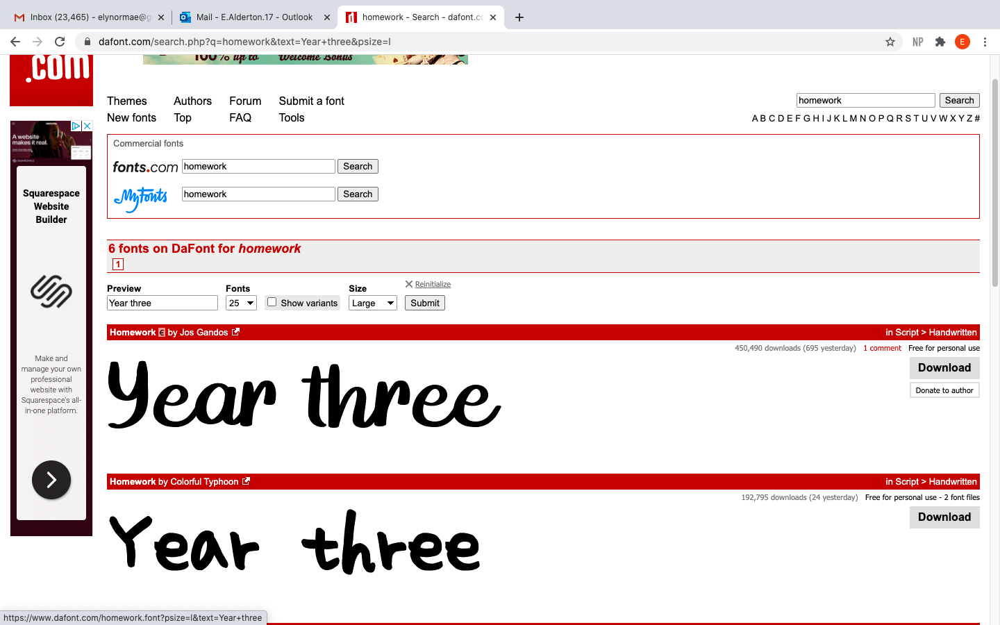 Inbox (23,465) - elynormae@g
Mail - E.Alderton.17 - Outlook
homework - Search - dafont.co
dafont.com/search.php?q=homework&text=Year+three&psize=l
NP
E
.com
100% up to Welcome Bonus
Themes Authors Forum Submit a font
New fonts Top FAQ Tools
homework Search
A B C D E F G H I J K L M N O P Q R S T U V W X Y Z #
A website
makes it real.
SQUARESPACE
Squarespace
Website
Builder
Make and
manage your own
professional
website with
Squarespace's all-
in-one platform.
Commercial fonts
fonts.com homework Search
MyFonts homework Search
6 fonts on DaFont for homework
1
Preview Fonts Size Reinitialize
Year three 25 Show variants Large Submit
Homework € by Jos Gandos in Script > Handwritten
450,490 downloads (695 yesterday) 1 comment Free for personal use
Year three
Download
Donate to author
Homework by Colorful Typhoon in Script > Handwritten
192,795 downloads (24 yesterday) Free for personal use - 2 font files
Year three
Download
https://www.dafont.com/homework.font?psize=l&text=Year+three